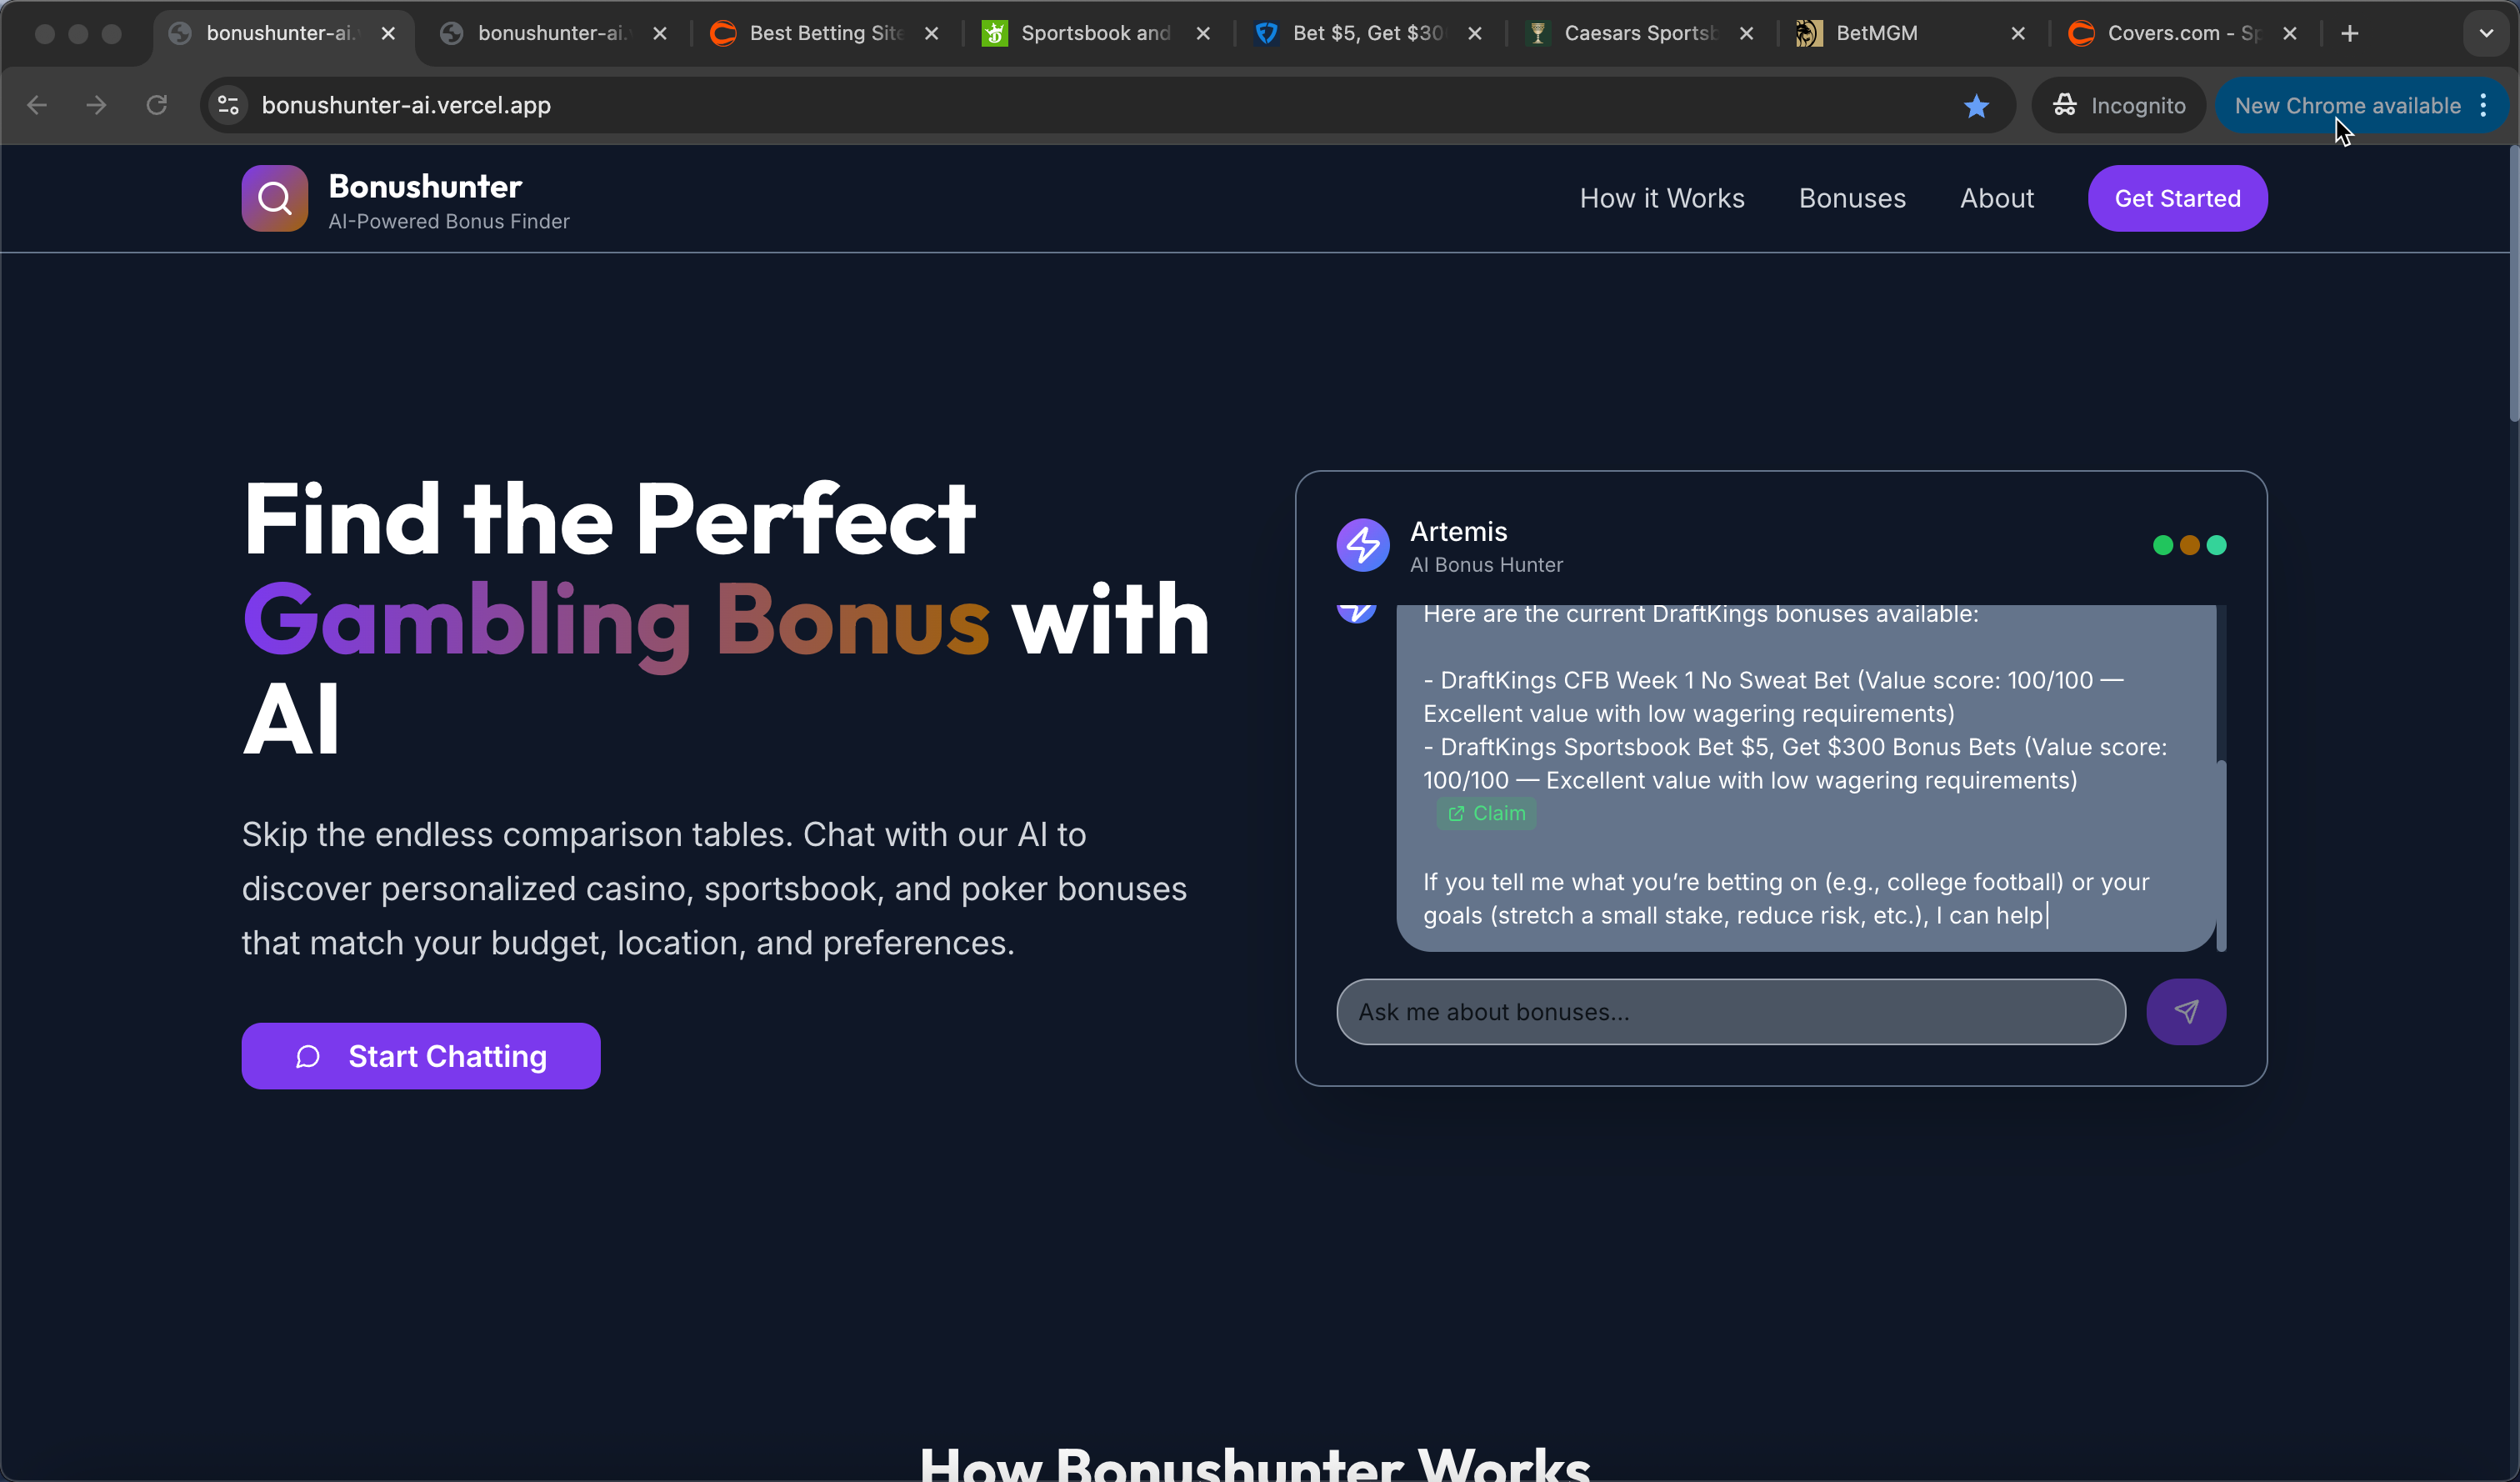 bonushunter-ai.
bonushunter-ai.
Best Betting Site
Sportsbook and
Bet $5, Get $30
Caesars Sportsb
BetMGM
Covers.com - Sp
bonushunter-ai.vercel.app
Incognito
New Chrome available
Bonushunter
AI-Powered Bonus Finder
How it Works
Bonuses
About
Get Started
Find the Perfect
Gambling Bonus with
AI
Skip the endless comparison tables. Chat with our AI to
discover personalized casino, sportsbook, and poker bonuses
that match your budget, location, and preferences.
Start Chatting
Artemis
AI Bonus Hunter
Here are the current DraftKings bonuses available:
- DraftKings CFB Week 1 No Sweat Bet (Value score: 100/100 —
Excellent value with low wagering requirements)
- DraftKings Sportsbook Bet $5, Get $300 Bonus Bets (Value score:
100/100 — Excellent value with low wagering requirements)
Claim
If you tell me what you’re betting on (e.g., college football) or your
goals (stretch a small stake, reduce risk, etc.), I can help
Ask me about bonuses...
How Bonushunter Works